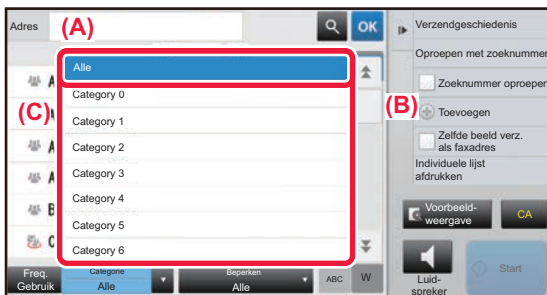 Adres
(A)
OK
Alle
Category 0
Category 1
Category 2
Category 3
Category 4
Category 5
Category 6
(C)
A
A
A
B
C
Freq.
Gebruik
Categorie
Alle
Beperken
Alle
ABC
W
(B)
Verzendgeschiedenis
Oproepen met zoeknummer
Zoeknummer oproepen
Toevoegen
Zelfde beeld verz.
als faxadres
Individuele lijst
afdrukken
Voorbeeld-
weergave
CA
Luid-
spreker
Start